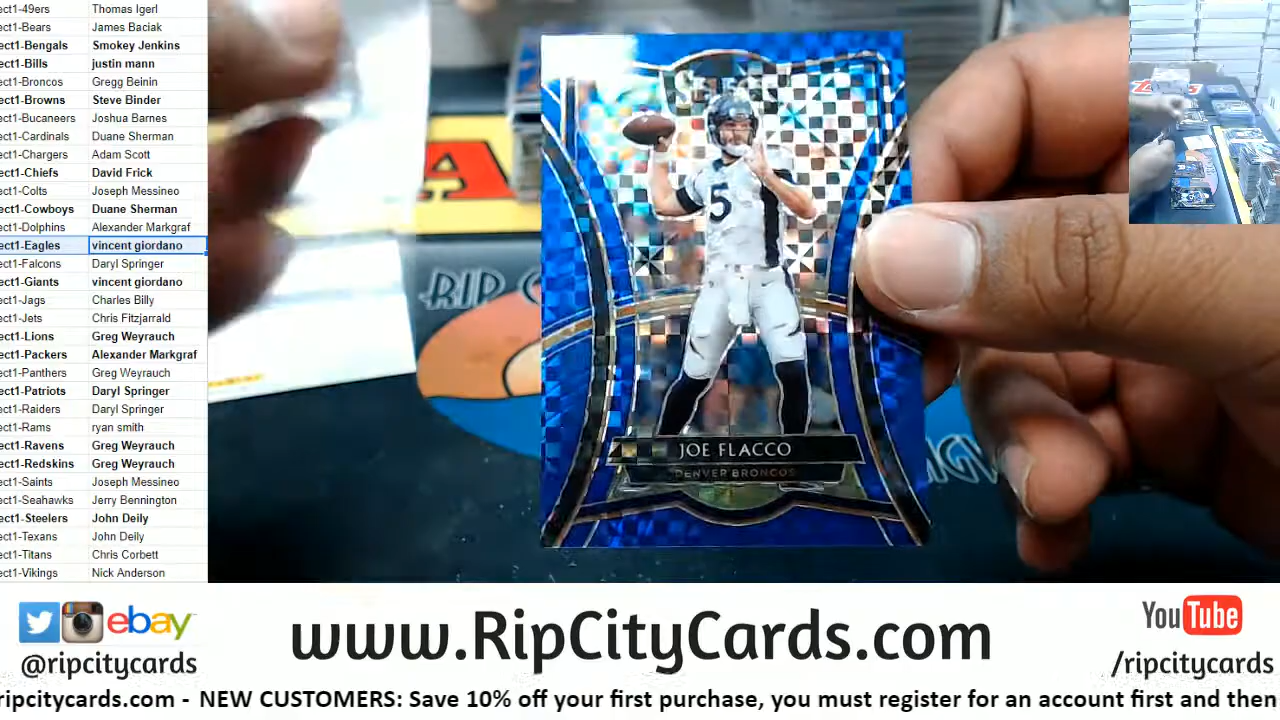 ect1-49ers Thomas Igerl
ect1-Bears James Baciak
ect1-Bengals Smokey Jenkins
ect1-Bills justin mann
ect1-Broncos Gregg Beinin
ect1-Browns Steve Binder
ect1-Bucaneers Joshua Barnes
ect1-Cardinals Duane Sherman
ect1-Chargers Adam Scott
ect1-Chiefs David Frick
ect1-Colts Joseph Messineo
ect1-Cowboys Duane Sherman
ect1-Dolphins Alexander Markgraf
ect1-Eagles vincent giordano
ect1-Falcons Daryl Springer
ect1-Giants vincent giordano
ect1-Jags Charles Billy
ect1-Jets Chris Fitzjarrald
ect1-Lions Greg Weyrauch
ect1-Packers Alexander Markgraf
ect1-Panthers Greg Weyrauch
ect1-Patriots Daryl Springer
ect1-Raiders Daryl Springer
ect1-Rams ryan smith
ect1-Ravens Greg Weyrauch
ect1-Redskins Greg Weyrauch
ect1-Saints Joseph Messineo
ect1-Seahawks Jerry Bennington
ect1-Steelers John Deily
ect1-Texans John Deily
ect1-Titans Chris Corbett
ect1-Vikings Nick Anderson
SELECT
5
RIP C
JOE FLACCO
DENVER BRONCOS
ebay
@ripcitycards
www.RipCityCards.com
YouTube
/ripcitycards
ripcitycards.com - NEW CUSTOMERS: Save 10% off your first purchase, you must register for an account first and then